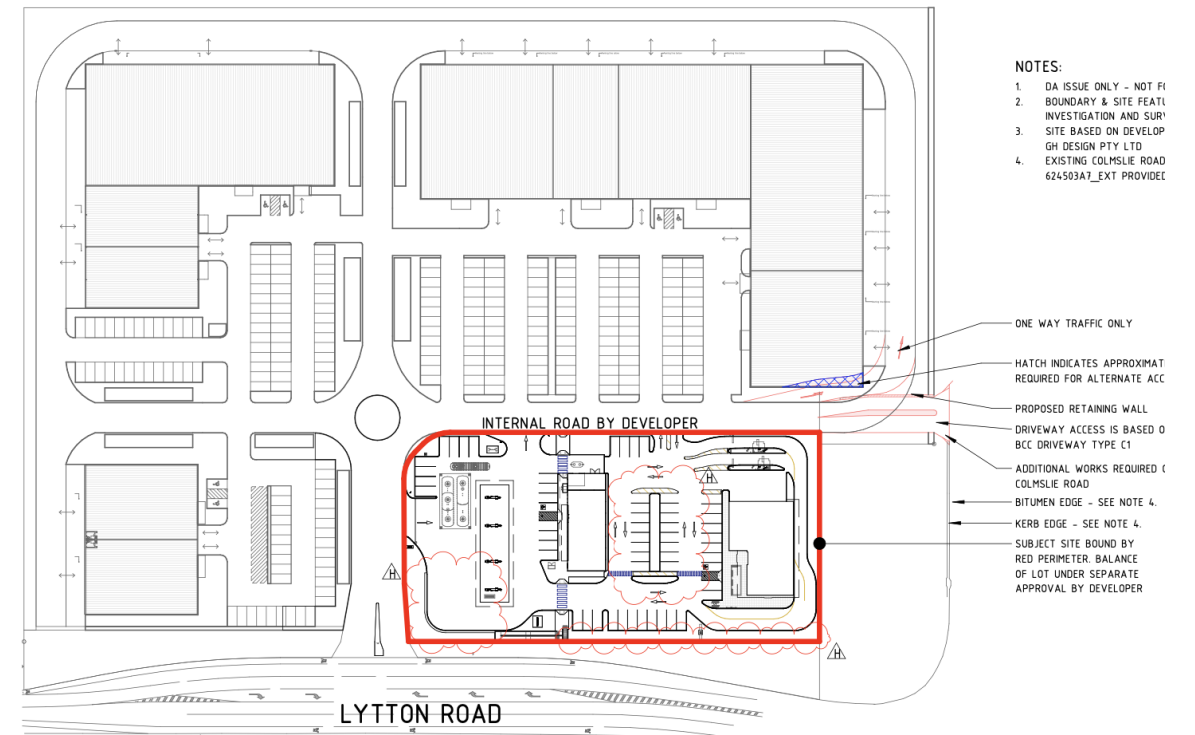 NOTES:
1. DA ISSUE ONLY - NOT FO
2. BOUNDARY & SITE FEATU
INVESTIGATION AND SURV
3. SITE BASED ON DEVELOP
GH DESIGN PTY LTD
4. EXISTING COLMSLIE ROAD
624503A7_EXT PROVIDED
ONE WAY TRAFFIC ONLY
HATCH INDICATES APPROXIMAT
REQUIRED FOR ALTERNATE ACC
PROPOSED RETAINING WALL
DRIVEWAY ACCESS IS BASED O
BCC DRIVEWAY TYPE C1
ADDITIONAL WORKS REQUIRED
COLMSLIE ROAD
BITUMEN EDGE - SEE NOTE 4.
KERB EDGE - SEE NOTE 4.
SUBJECT SITE BOUND BY
RED PERIMETER. BALANCE
OF LOT UNDER SEPARATE
APPROVAL BY DEVELOPER
INTERNAL ROAD BY DEVELOPER
H
H
H
LYTTON ROAD